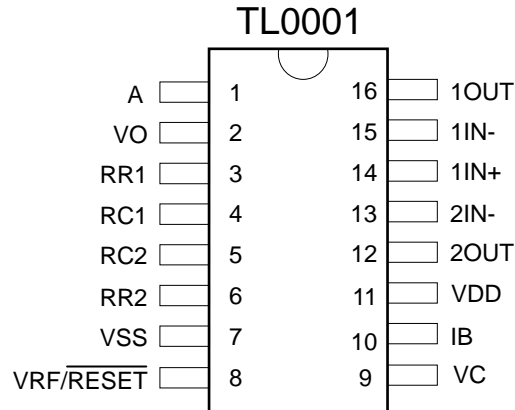 TL0001
A 1 16 1OUT
VO 2 15 1IN-
RR1 3 14 1IN+
RC1 4 13 2IN-
RC2 5 12 2OUT
RR2 6 11 VDD
VSS 7 10 IB
VRF/RESET 8 9 VC